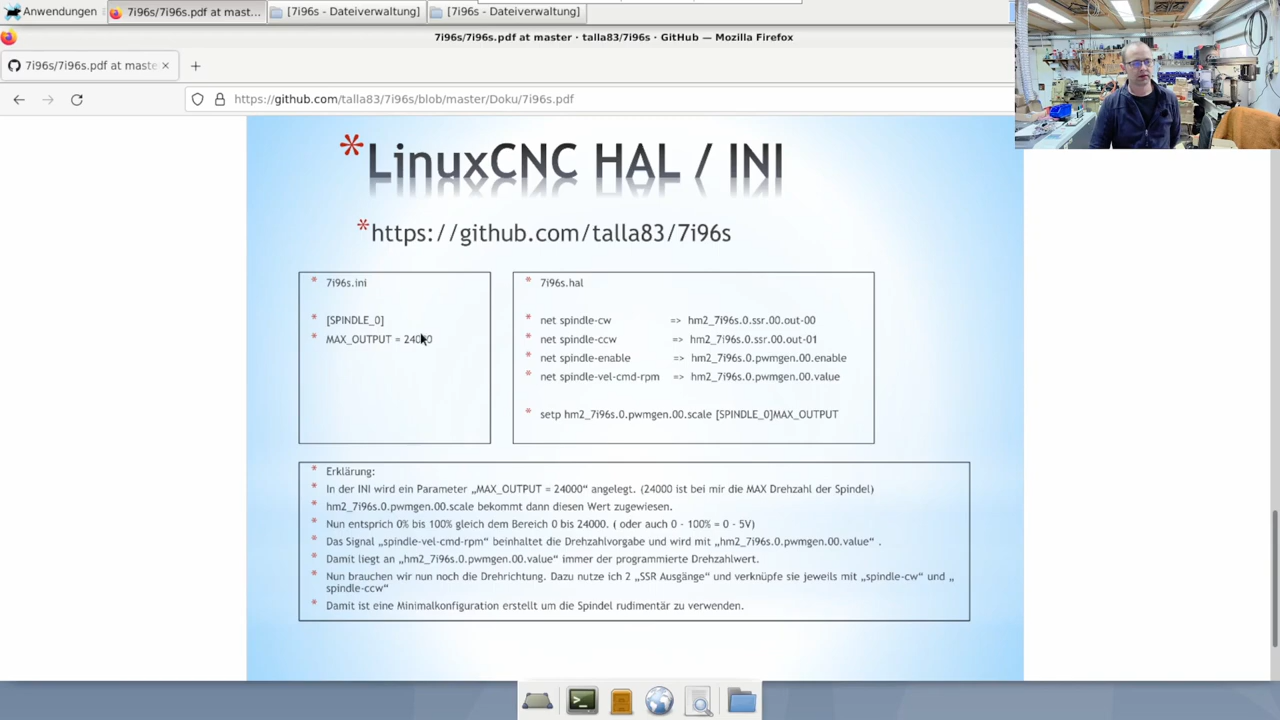 Anwendungen
7i96s/7i96s.pdf at mast...
[7i96s - Dateiverwaltung]
[7i96s - Dateiverwaltung]
7i96s/7i96s.pdf at master · talla83/7i96s · GitHub — Mozilla Firefox
7i96s/7i96s.pdf at maste
https://github.com/talla83/7i96s/blob/master/Doku/7i96s.pdf
* LinuxCNC HAL / INI
* https://github.com/talla83/7i96s
* 7i96s.ini
* [SPINDLE_0]
* MAX_OUTPUT = 24000
* 7i96s.hal
* net spindle-cw => hm2_7i96s.0.ssr.00.out-00
* net spindle-ccw => hm2_7i96s.0.ssr.00.out-01
* net spindle-enable => hm2_7i96s.0.pwmgen.00.enable
* net spindle-vel-cmd-rpm => hm2_7i96s.0.pwmgen.00.value
* setp hm2_7i96s.0.pwmgen.00.scale [SPINDLE_0]MAX_OUTPUT
* Erklärung:
* In der INI wird ein Parameter „MAX_OUTPUT = 24000“ angelegt. (24000 ist bei mir die MAX Drehzahl der Spindel)
* hm2_7i96s.0.pwmgen.00.scale bekommt dann diesen Wert zugewiesen.
* Nun entsprich 0% bis 100% gleich dem Bereich 0 bis 24000. ( oder auch 0 - 100% = 0 - 5V)
* Das Signal „spindle-vel-cmd-rpm“ beinhaltet die Drehzahlvorgabe und wird mit „hm2_7i96s.0.pwmgen.00.value“ .
* Damit liegt an „hm2_7i96s.0.pwmgen.00.value“ immer der programmierte Drehzahlwert.
* Nun brauchen wir nun noch die Drehrichtung. Dazu nutze ich 2 „SSR Ausgänge“ und verknüpfe sie jeweils mit „spindle-cw“ und „
spindle-ccw“
* Damit ist eine Minimalkonfiguration erstellt um die Spindel rudimentär zu verwenden.